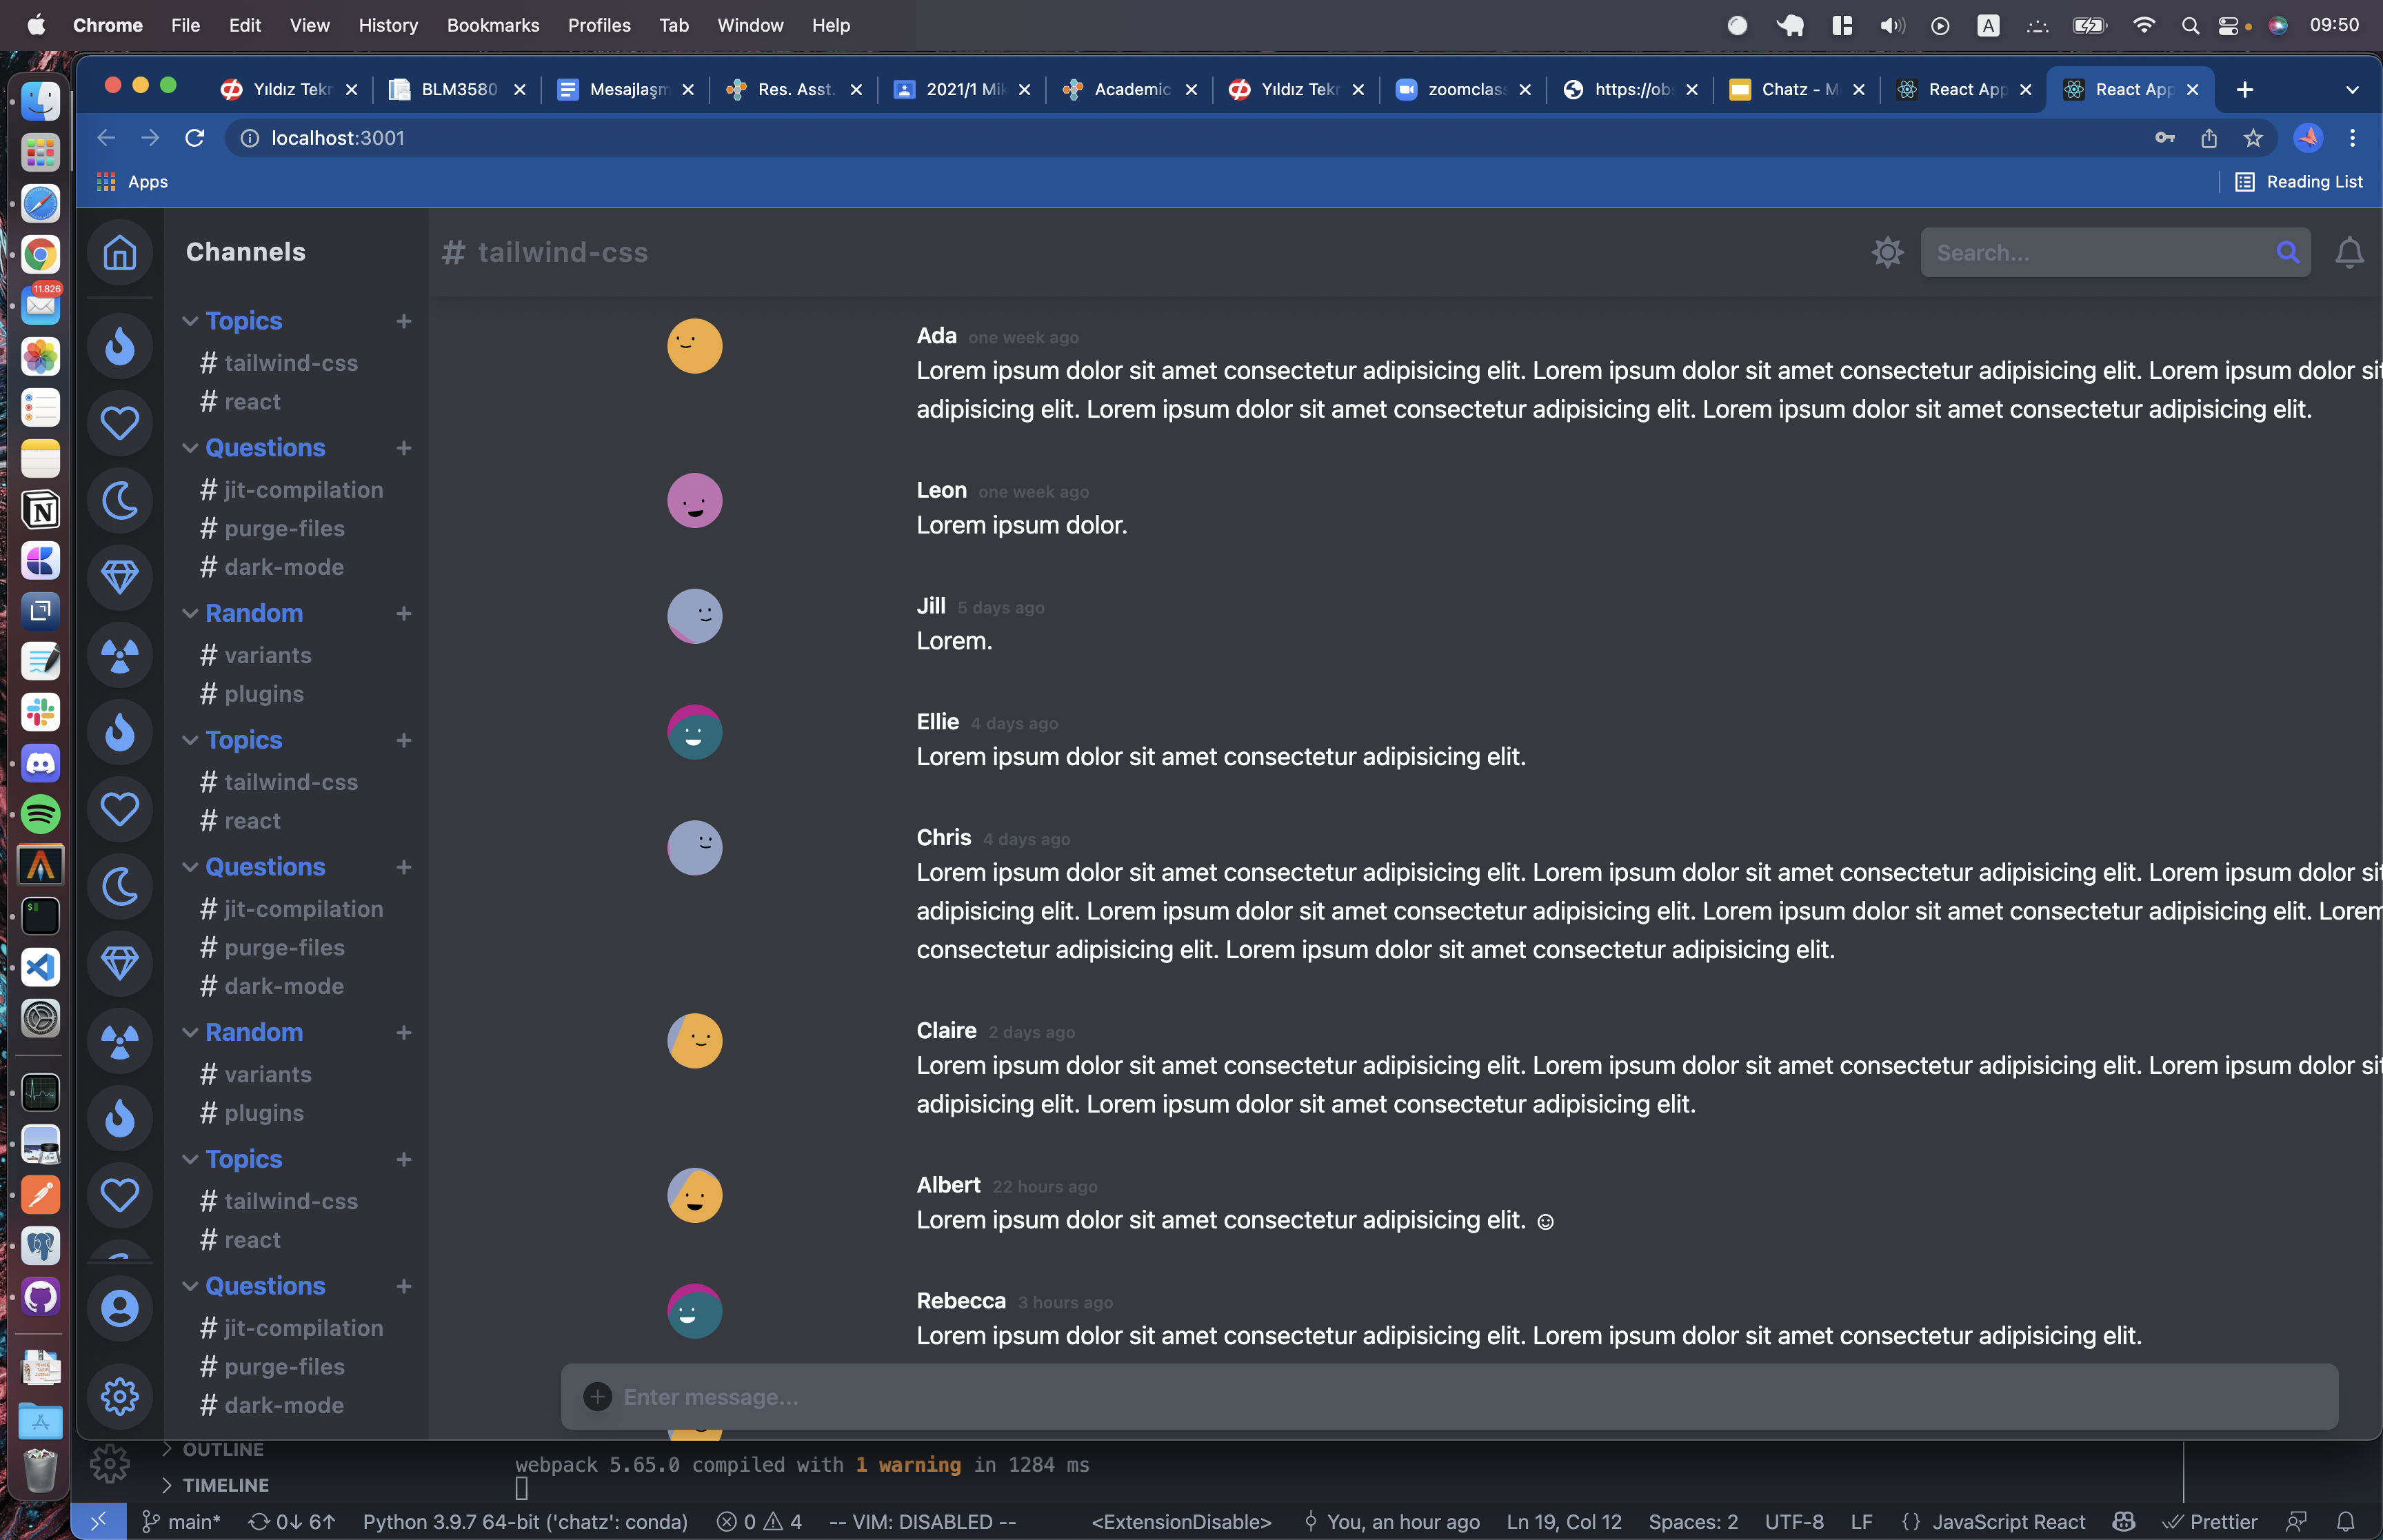 Chrome File Edit View History Bookmarks Profiles Tab Window Help A 09:50
Yıldız Tekn BLM3580 Mesajlaşm Res. Asst. 2021/1 Mik Academic Yıldız Tekn zoomclass https://obs Chatz - M React App React App
localhost:3001
Apps Reading List
11.826
Channels
# tailwind-css
Search...
Topics
# tailwind-css
# react
Questions
# jit-compilation
# purge-files
# dark-mode
Random
# variants
# plugins
Topics
# tailwind-css
# react
Questions
# jit-compilation
# purge-files
# dark-mode
Random
# variants
# plugins
Topics
# tailwind-css
# react
Questions
# jit-compilation
# purge-files
# dark-mode
Ada one week ago
Lorem ipsum dolor sit amet consectetur adipisicing elit. Lorem ipsum dolor sit amet consectetur adipisicing elit. Lorem ipsum dolor sit
adipisicing elit. Lorem ipsum dolor sit amet consectetur adipisicing elit. Lorem ipsum dolor sit amet consectetur adipisicing elit.
Leon one week ago
Lorem ipsum dolor.
Jill 5 days ago
Lorem.
Ellie 4 days ago
Lorem ipsum dolor sit amet consectetur adipisicing elit.
Chris 4 days ago
Lorem ipsum dolor sit amet consectetur adipisicing elit. Lorem ipsum dolor sit amet consectetur adipisicing elit. Lorem ipsum dolor sit
adipisicing elit. Lorem ipsum dolor sit amet consectetur adipisicing elit. Lorem ipsum dolor sit amet consectetur adipisicing elit. Lorem
consectetur adipisicing elit. Lorem ipsum dolor sit amet consectetur adipisicing elit.
Claire 2 days ago
Lorem ipsum dolor sit amet consectetur adipisicing elit. Lorem ipsum dolor sit amet consectetur adipisicing elit. Lorem ipsum dolor sit
adipisicing elit. Lorem ipsum dolor sit amet consectetur adipisicing elit.
Albert 22 hours ago
Lorem ipsum dolor sit amet consectetur adipisicing elit. ☺
Rebecca 3 hours ago
Lorem ipsum dolor sit amet consectetur adipisicing elit. Lorem ipsum dolor sit amet consectetur adipisicing elit.
Enter message...
OUTLINE
TIMELINE
webpack 5.65.0 compiled with 1 warning in 1284 ms
main* 0↓ 6↑ Python 3.9.7 64-bit ('chatz': conda) 0 4 -- VIM: DISABLED -- <ExtensionDisable> You, an hour ago Ln 19, Col 12 Spaces: 2 UTF-8 LF {} JavaScript React Prettier